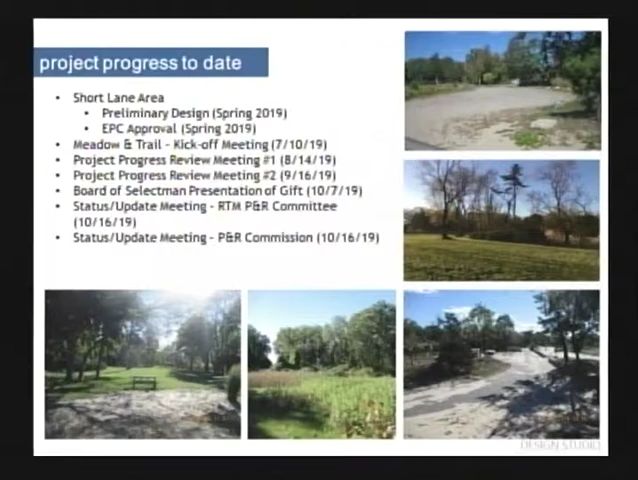 project progress to date
• Short Lane Area
• Preliminary Design (Spring 2019)
• EPC Approval (Spring 2019)
• Meadow & Trail - Kick-off Meeting (7/10/19)
• Project Progress Review Meeting #1 (8/14/19)
• Project Progress Review Meeting #2 (9/16/19)
• Board of Selectman Presentation of Gift (10/7/19)
• Status/Update Meeting - RTM P&R Committee
(10/16/19)
• Status/Update Meeting - P&R Commission (10/16/19)
DESIGN STUDIO